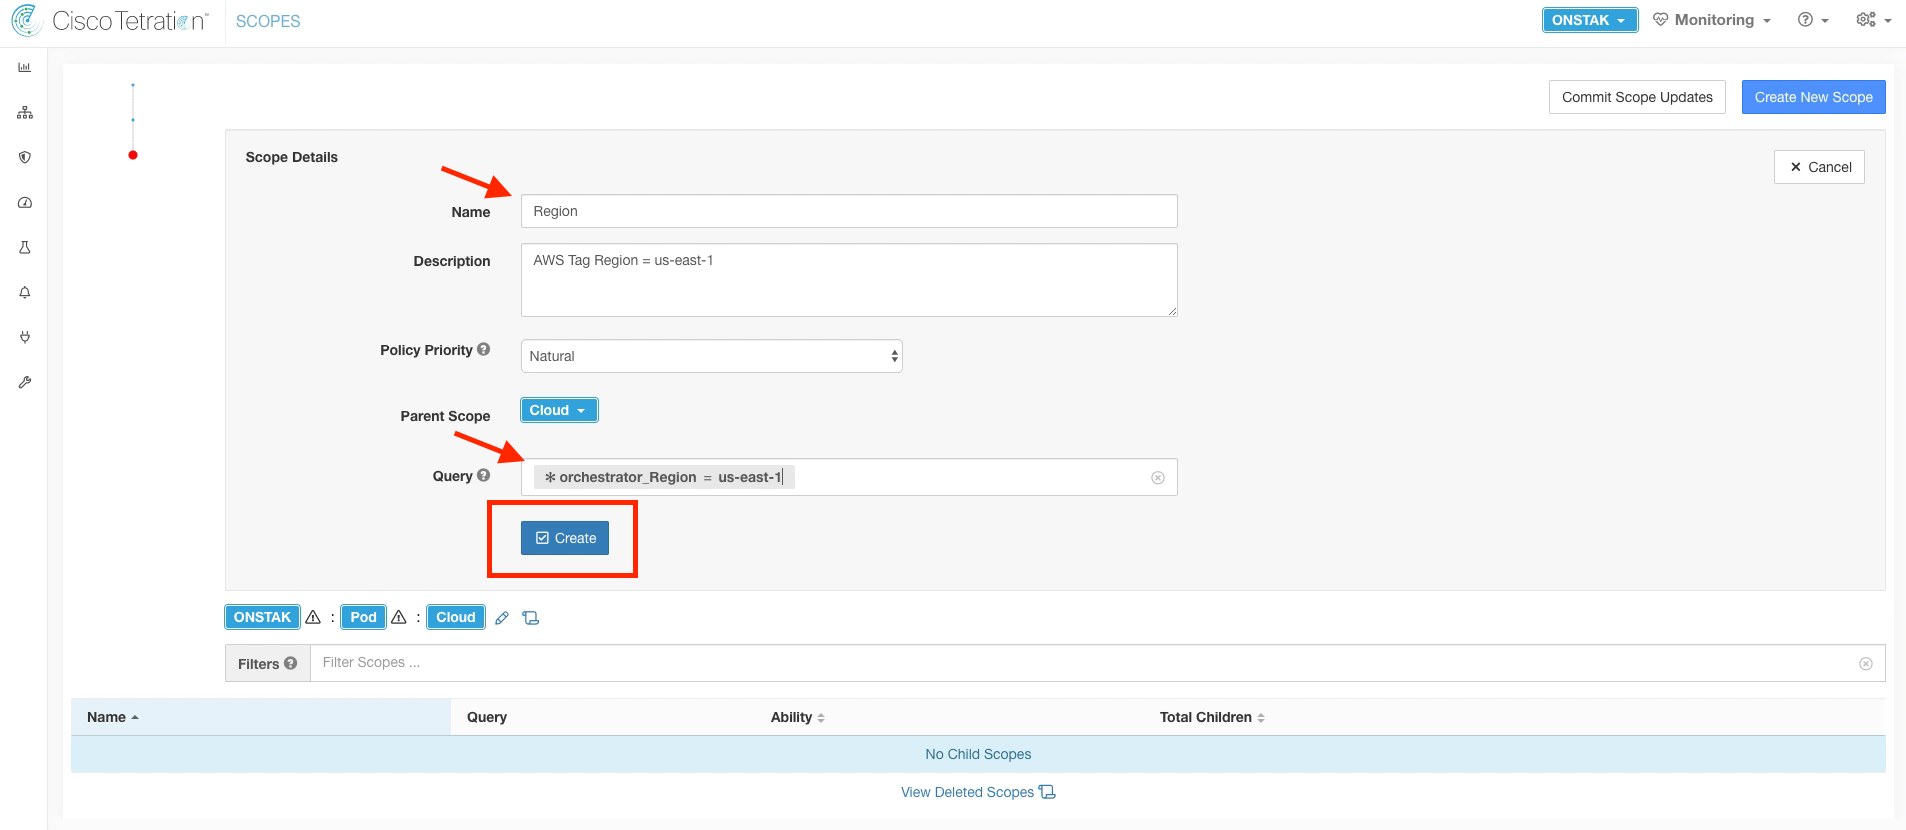 Cisco Tetration™ SCOPES ONSTAK Monitoring
Commit Scope Updates Create New Scope
Scope Details
Cancel
Name Region
Description AWS Tag Region = us-east-1
Policy Priority Natural
Parent Scope Cloud
Query * orchestrator_Region = us-east-1
Create
ONSTAK : Pod : Cloud
Filters Filter Scopes ...
Name Query Ability Total Children
No Child Scopes
View Deleted Scopes